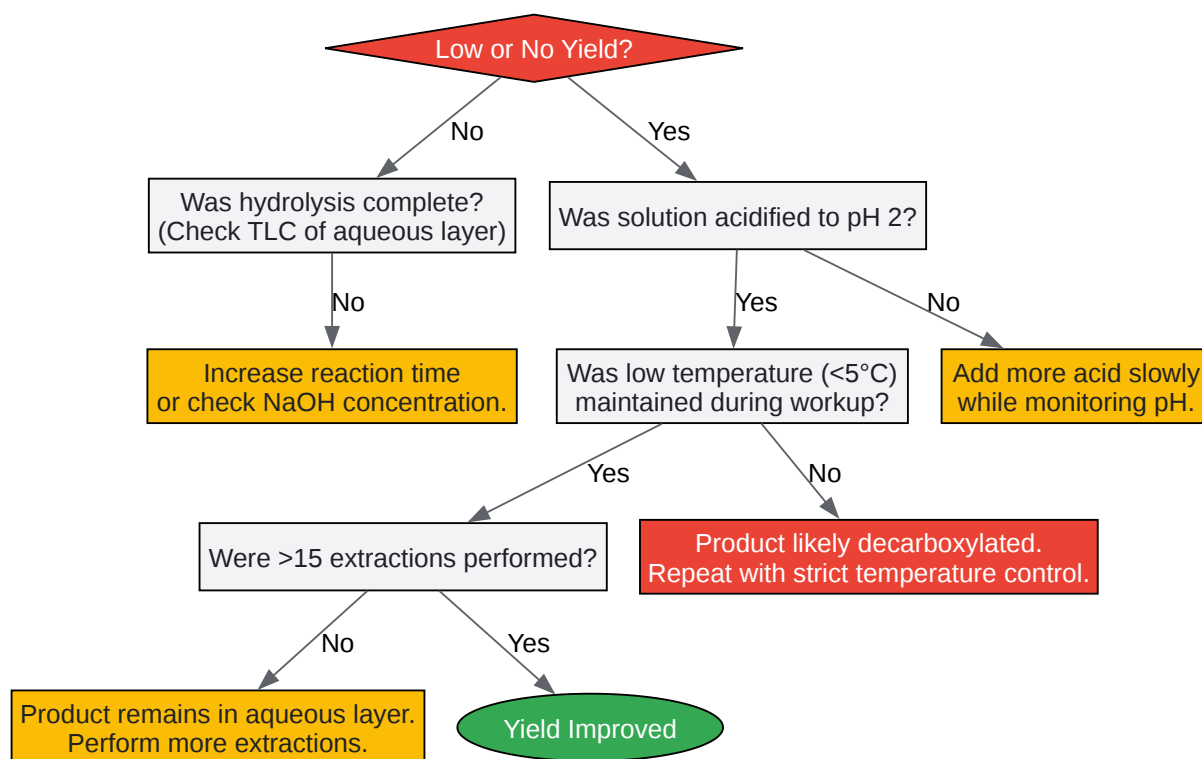 Low or No Yield?
No
Yes
Was hydrolysis complete?
(Check TLC of aqueous layer)
Was solution acidified to pH 2?
No
Yes
No
Increase reaction time
or check NaOH concentration.
Was low temperature (<5°C)
maintained during workup?
Add more acid slowly
while monitoring pH.
Yes
No
Were >15 extractions performed?
Product likely decarboxylated.
Repeat with strict temperature control.
No
Yes
Product remains in aqueous layer.
Perform more extractions.
Yield Improved